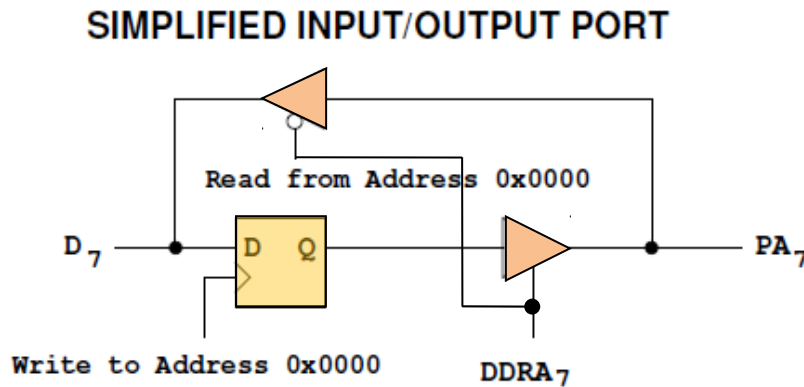 SIMPLIFIED INPUT/OUTPUT PORT
Read from Address 0x0000
D7
D Q
PA7
Write to Address 0x0000
DDRA7